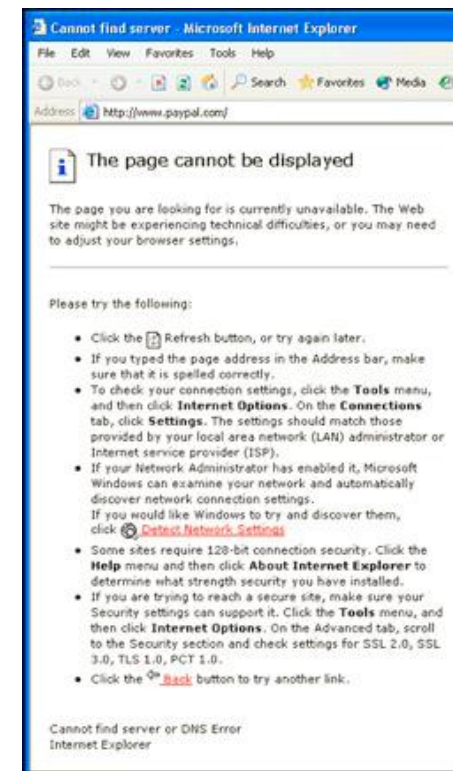 Cannot find server - Microsoft Internet Explorer
File Edit View Favorites Tools Help
Back Search Favorites Media
Address http://www.paypal.com/
The page cannot be displayed
The page you are looking for is currently unavailable. The Web
site might be experiencing technical difficulties, or you may need
to adjust your browser settings.
Please try the following:
Click the Refresh button, or try again later.
If you typed the page address in the Address bar, make
sure that it is spelled correctly.
To check your connection settings, click the Tools menu,
and then click Internet Options. On the Connections
tab, click Settings. The settings should match those
provided by your local area network (LAN) administrator or
Internet service provider (ISP).
If your Network Administrator has enabled it, Microsoft
Windows can examine your network and automatically
discover network connection settings.
If you would like Windows to try and discover them,
click Detect Network Settings
Some sites require 128-bit connection security. Click the
Help menu and then click About Internet Explorer to
determine what strength security you have installed.
If you are trying to reach a secure site, make sure your
Security settings can support it. Click the Tools menu, and
then click Internet Options. On the Advanced tab, scroll
to the Security section and check settings for SSL 2.0, SSL
3.0, TLS 1.0, PCT 1.0.
Click the Back button to try another link.
Cannot find server or DNS Error
Internet Explorer